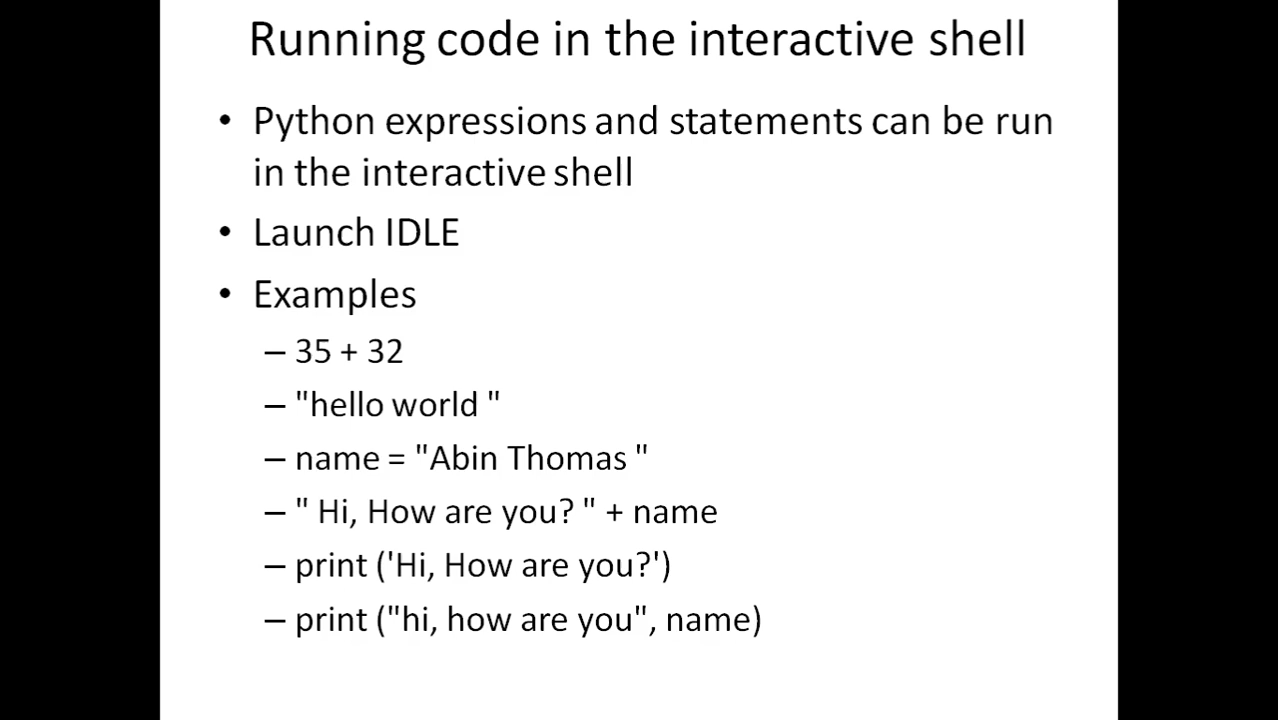 Running code in the interactive shell
• Python expressions and statements can be run
in the interactive shell
• Launch IDLE
• Examples
– 35 + 32
– "hello world "
– name = "Abin Thomas "
– " Hi, How are you? " + name
– print ('Hi, How are you?')
– print ("hi, how are you", name)